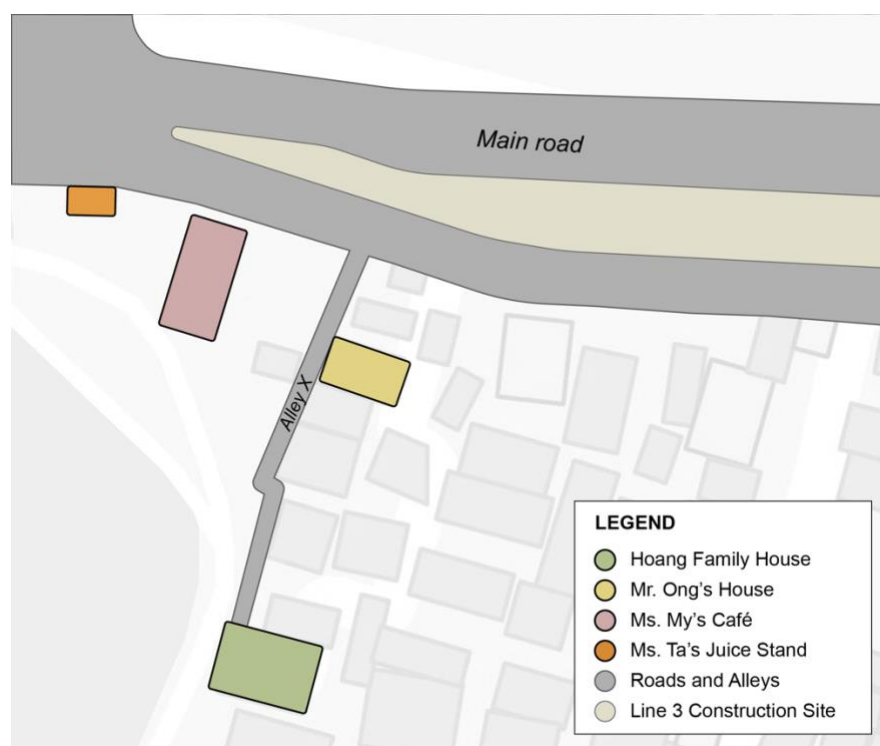 Main road
Alley X
LEGEND
Hoang Family House
Mr. Ong's House
Ms. My's Café
Ms. Ta's Juice Stand
Roads and Alleys
Line 3 Construction Site